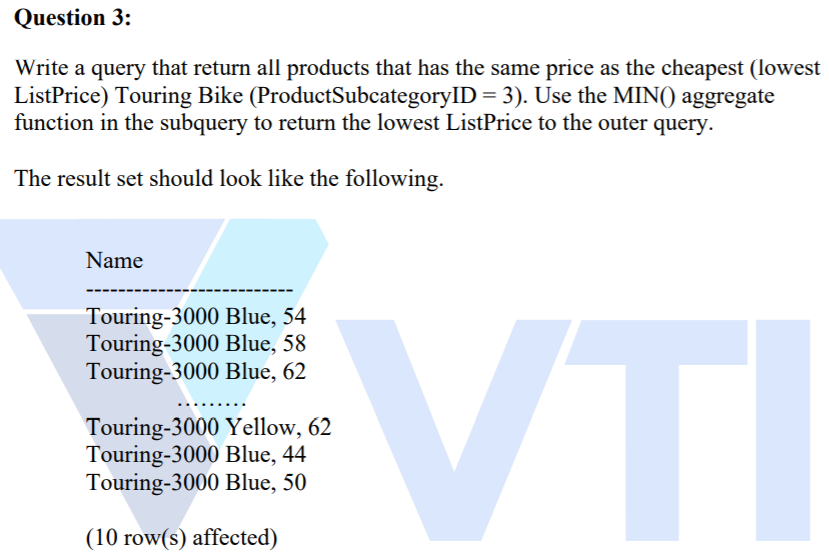 Question 3:
Write a query that return all products that has the same price as the cheapest (lowest
ListPrice) Touring Bike (ProductSubcategoryID = 3). Use the MIN() aggregate
function in the subquery to return the lowest ListPrice to the outer query.
The result set should look like the following.
Name
--------------------------
Touring-3000 Blue, 54
Touring-3000 Blue, 58
Touring-3000 Blue, 62
.........
Touring-3000 Yellow, 62
Touring-3000 Blue, 44
Touring-3000 Blue, 50
(10 row(s) affected)
VTI